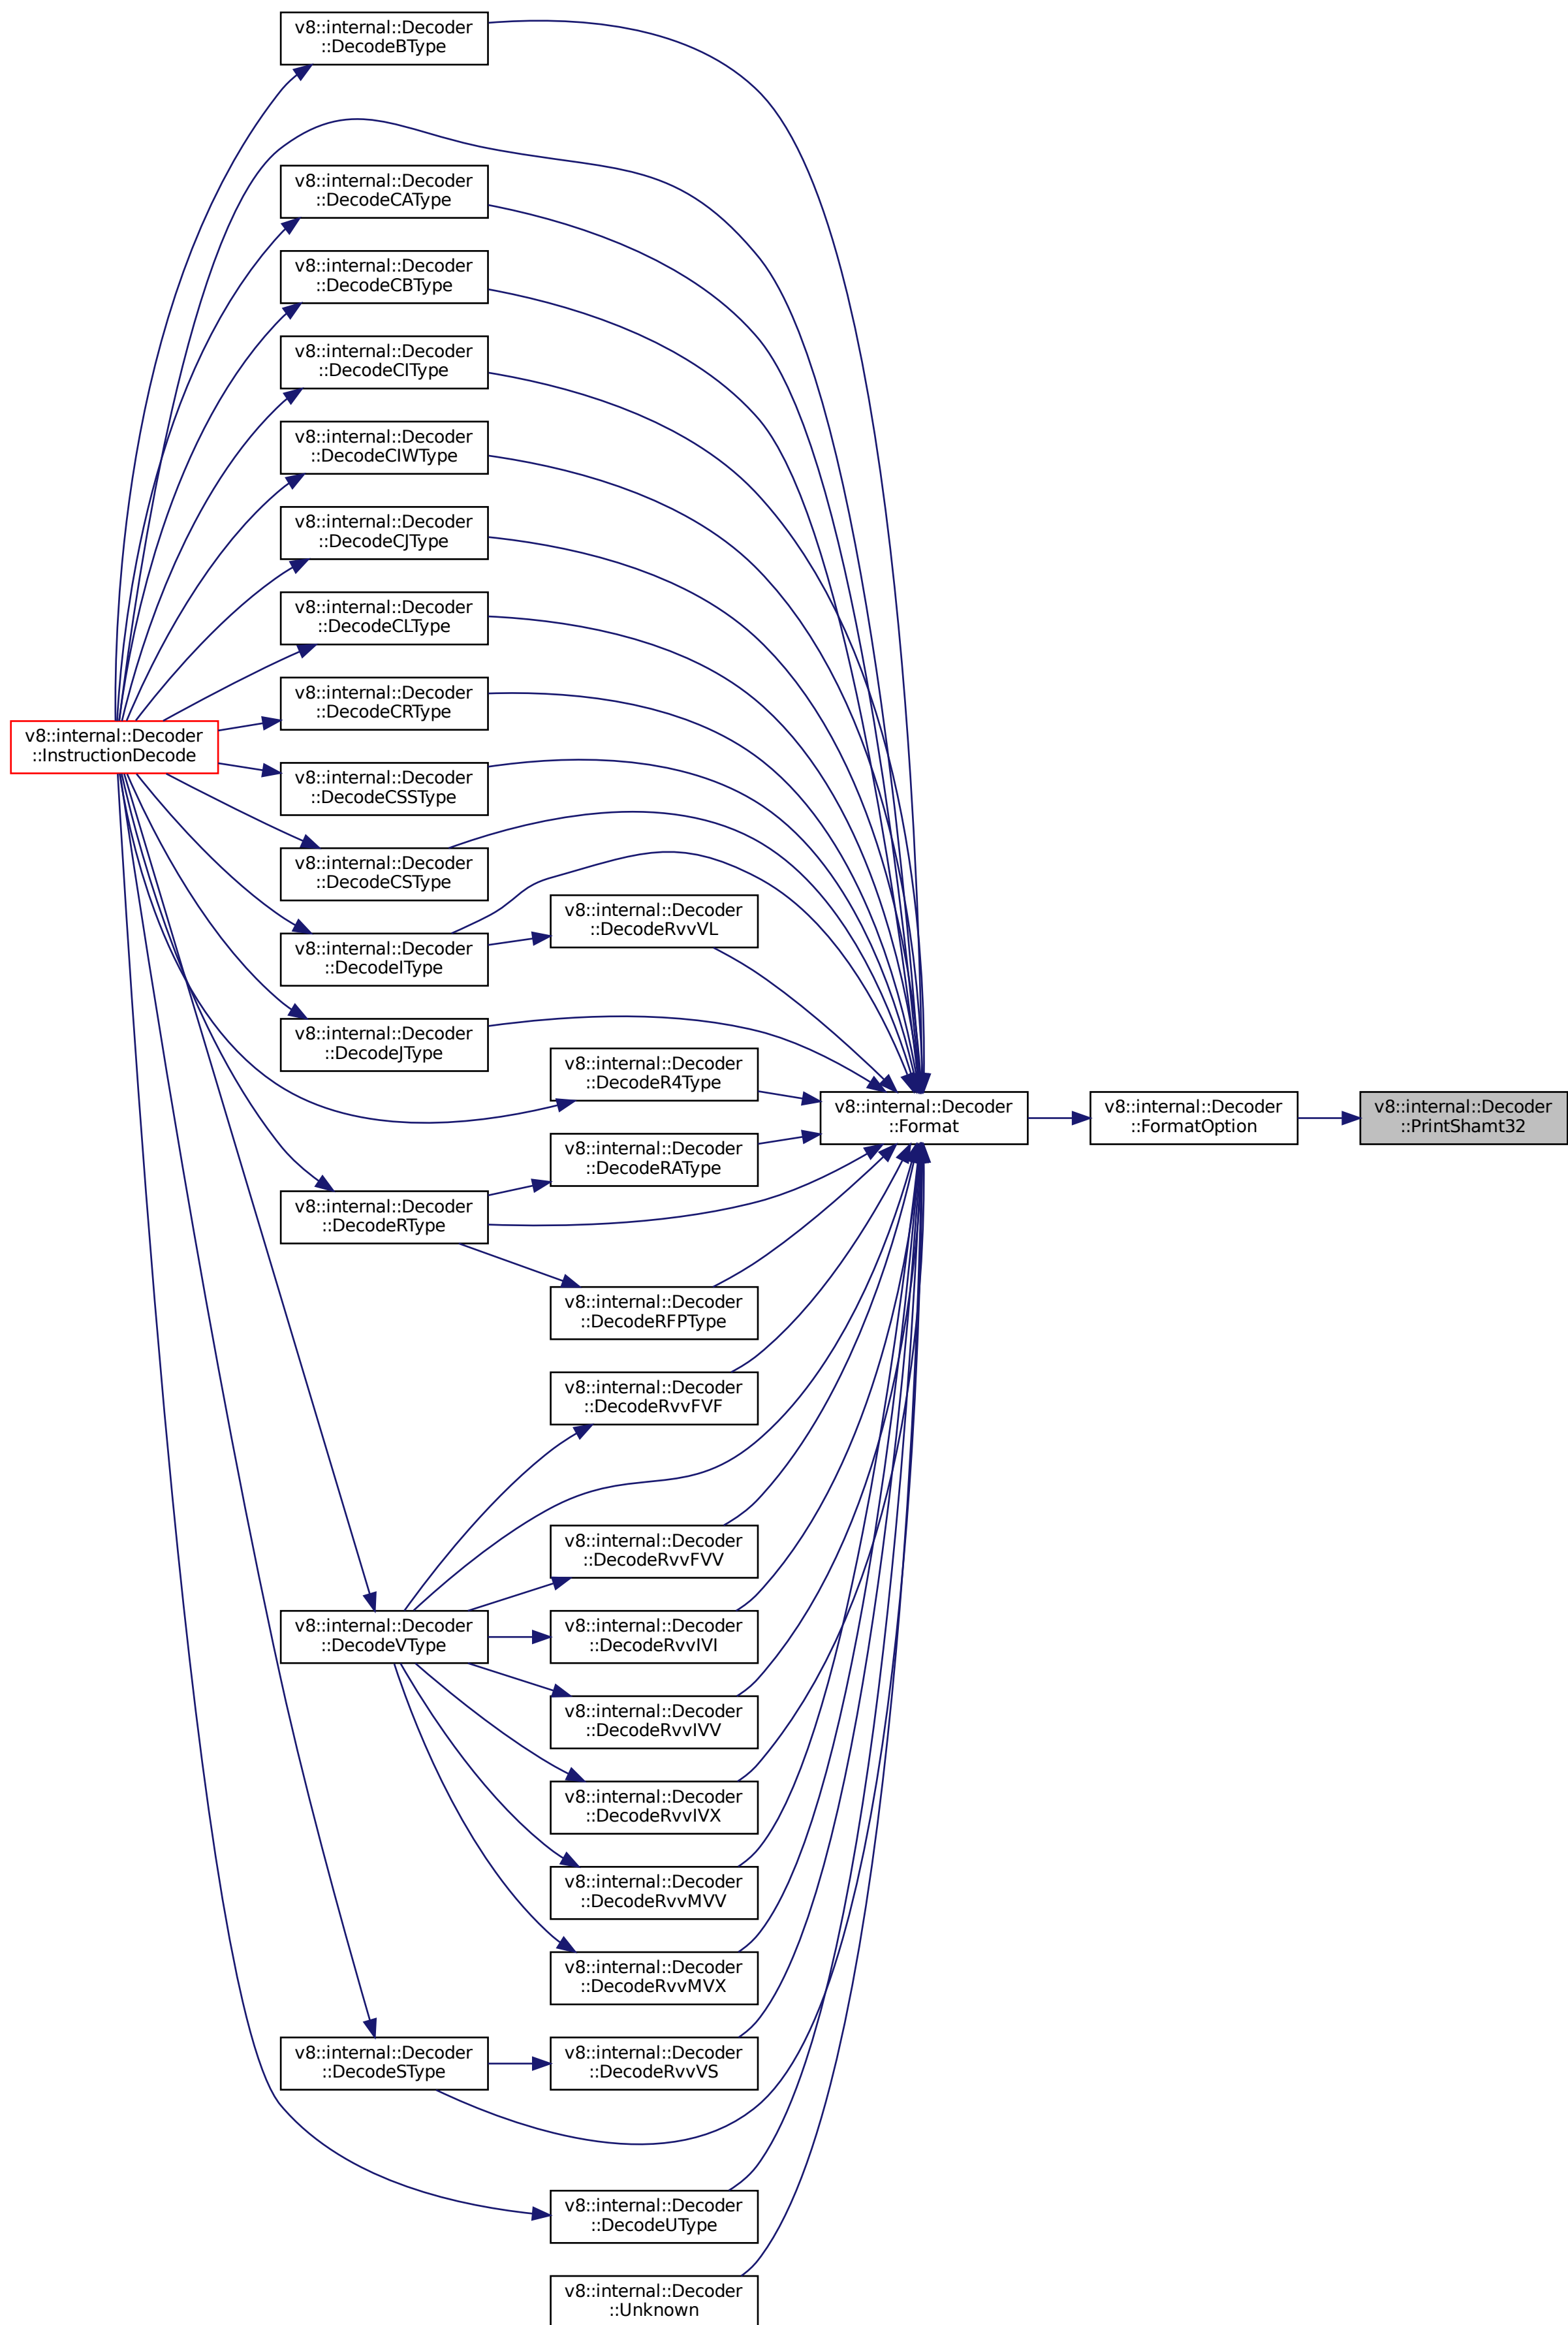 v8::internal::Decoder
::DecodeBType
v8::internal::Decoder
::DecodeCAType
v8::internal::Decoder
::DecodeCBType
v8::internal::Decoder
::DecodeCIType
v8::internal::Decoder
::DecodeCIWType
v8::internal::Decoder
::DecodeCJType
v8::internal::Decoder
::DecodeCLType
v8::internal::Decoder
::DecodeCRType
v8::internal::Decoder
::InstructionDecode
v8::internal::Decoder
::DecodeCSSType
v8::internal::Decoder
::DecodeCSType
v8::internal::Decoder
::DecodeRvvVL
v8::internal::Decoder
::DecodeIType
v8::internal::Decoder
::DecodeJType
v8::internal::Decoder
::DecodeR4Type
v8::internal::Decoder
::Format
v8::internal::Decoder
::FormatOption
v8::internal::Decoder
::PrintShamt32
v8::internal::Decoder
::DecodeRAType
v8::internal::Decoder
::DecodeRType
v8::internal::Decoder
::DecodeRFPType
v8::internal::Decoder
::DecodeRvvFVF
v8::internal::Decoder
::DecodeRvvFVV
v8::internal::Decoder
::DecodeVType
v8::internal::Decoder
::DecodeRvvIVI
v8::internal::Decoder
::DecodeRvvIVV
v8::internal::Decoder
::DecodeRvvIVX
v8::internal::Decoder
::DecodeRvvMVV
v8::internal::Decoder
::DecodeRvvMVX
v8::internal::Decoder
::DecodeSType
v8::internal::Decoder
::DecodeRvvVS
v8::internal::Decoder
::DecodeUType
v8::internal::Decoder
::Unknown